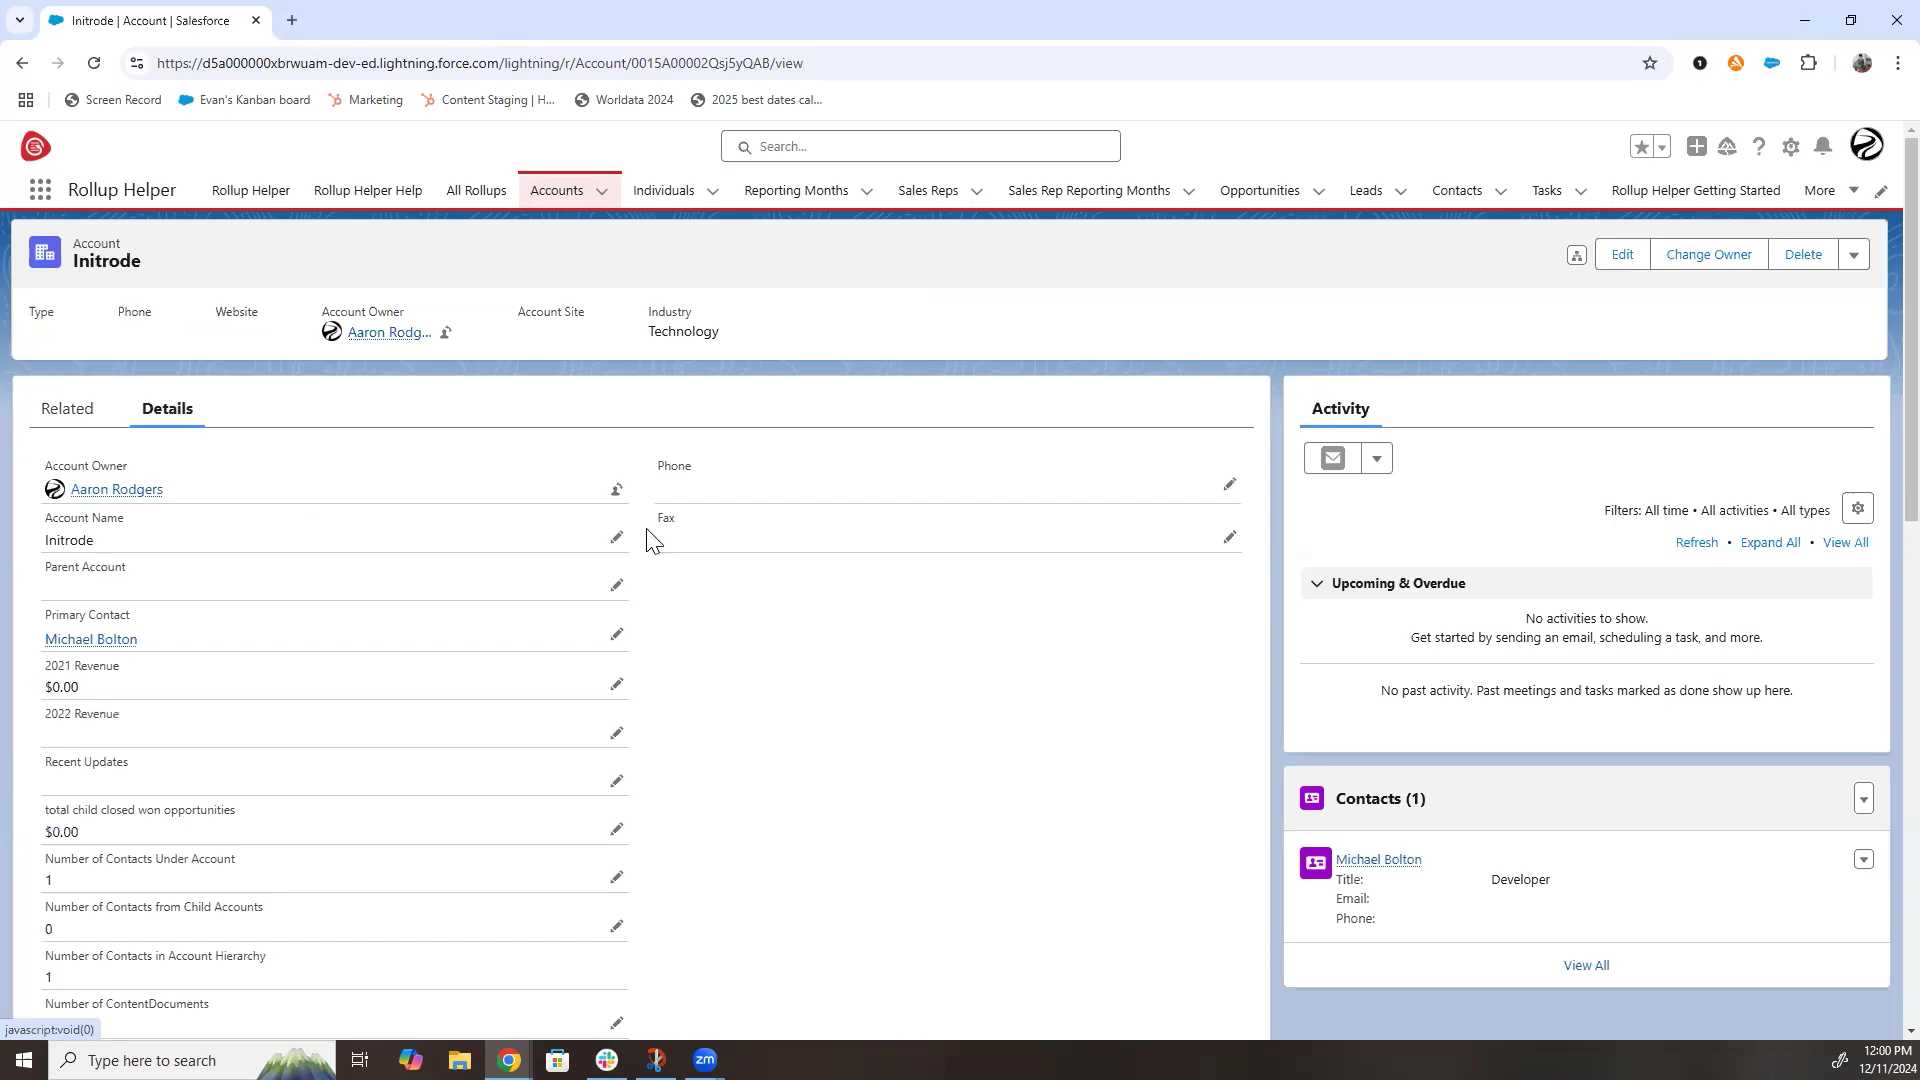 Initrode | Account | Salesforce
https://d5a000000xbrwuam-dev-ed.lightning.force.com/lightning/r/Account/0015A00002Qsj5yQAB/view
Screen Record
Evan's Kanban board
Marketing
Content Staging | H...
Worldata 2024
2025 best dates cal...
Search...
Rollup Helper
Rollup Helper
Rollup Helper Help
All Rollups
Accounts
Individuals
Reporting Months
Sales Reps
Sales Rep Reporting Months
Opportunities
Leads
Contacts
Tasks
Rollup Helper Getting Started
More
Account
Initrode
Edit
Change Owner
Delete
Type
Phone
Website
Account Owner
Aaron Rodg...
Account Site
Industry
Technology
Related
Details
Account Owner
Aaron Rodgers
Account Name
Initrode
Parent Account
Primary Contact
Michael Bolton
2021 Revenue
$0.00
2022 Revenue
Recent Updates
total child closed won opportunities
$0.00
Number of Contacts Under Account
1
Number of Contacts from Child Accounts
0
Number of Contacts in Account Hierarchy
1
Number of ContentDocuments
Phone
Fax
Activity
Filters: All time • All activities • All types
Refresh • Expand All • View All
Upcoming & Overdue
No activities to show.
Get started by sending an email, scheduling a task, and more.
No past activity. Past meetings and tasks marked as done show up here.
Contacts (1)
Michael Bolton
Title: Developer
Email:
Phone:
View All
javascript:void(0)
Type here to search
zm
12:00 PM
12/11/2024